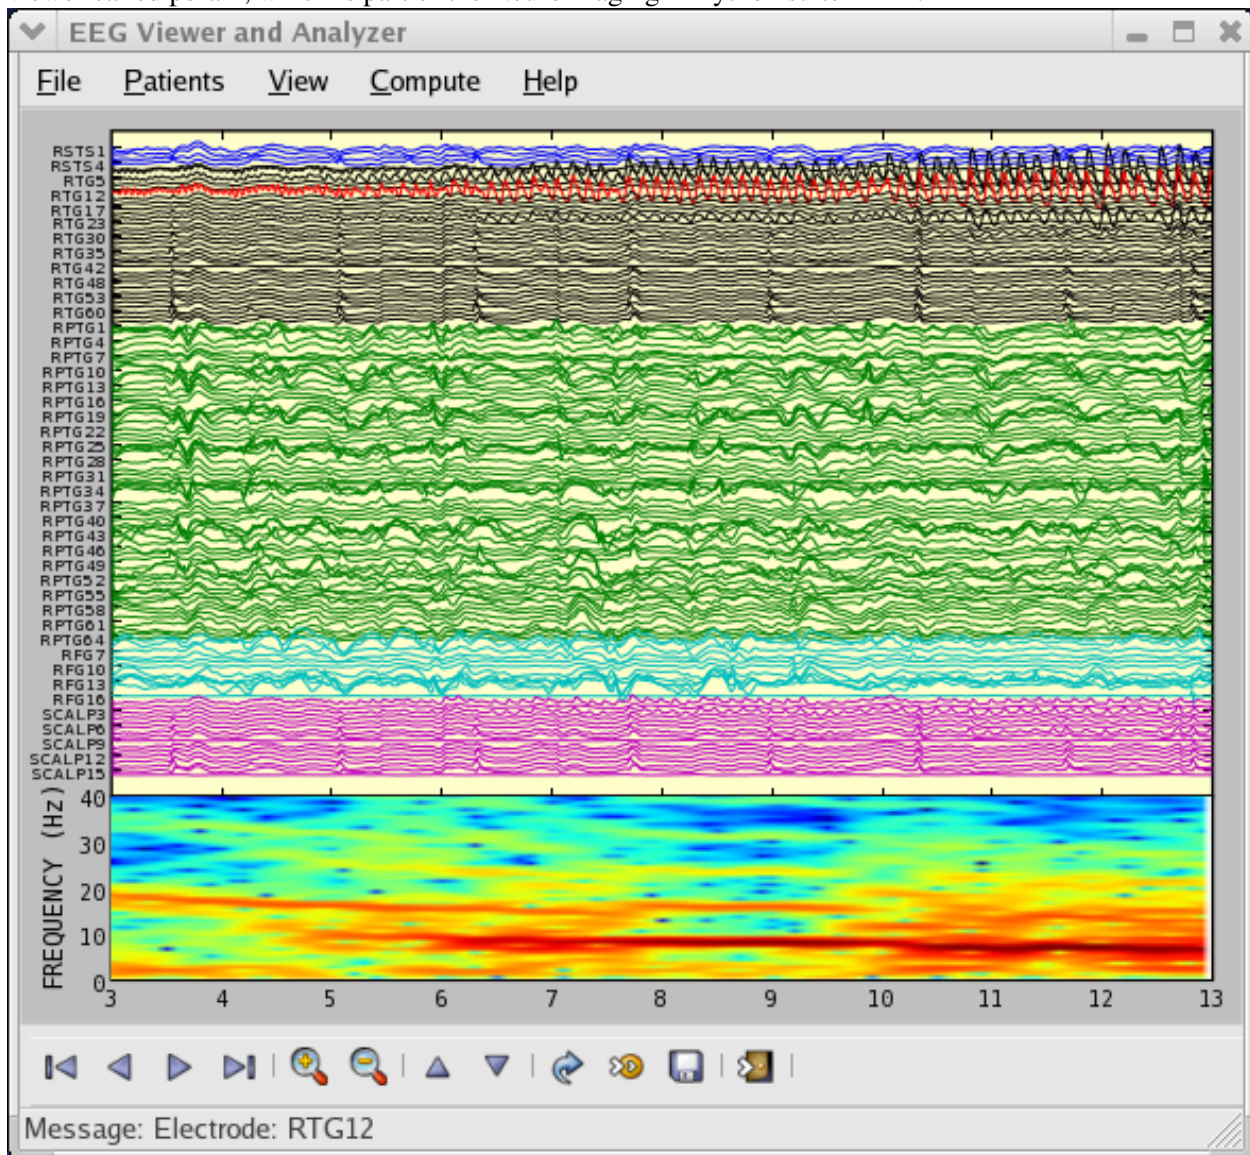 EEG Viewer and Analyzer
File Patients View Compute Help
RSTS1
RSTS4
RTG5
RTG12
RTG17
RTG23
RTG30
RTG35
RTG42
RTG48
RTG53
RTG60
RPTG1
RPTG4
RPTG7
RPTG10
RPTG13
RPTG16
RPTG19
RPTG22
RPTG25
RPTG28
RPTG31
RPTG34
RPTG37
RPTG40
RPTG43
RPTG46
RPTG49
RPTG52
RPTG55
RPTG58
RPTG61
RPTG64
RFG7
RFG10
RFG13
RFG16
SCALP3
SCALP6
SCALP9
SCALP12
SCALP15
FREQUENCY (Hz)
40
30
20
10
0
3 4 5 6 7 8 9 10 11 12 13
Message: Electrode: RTG12